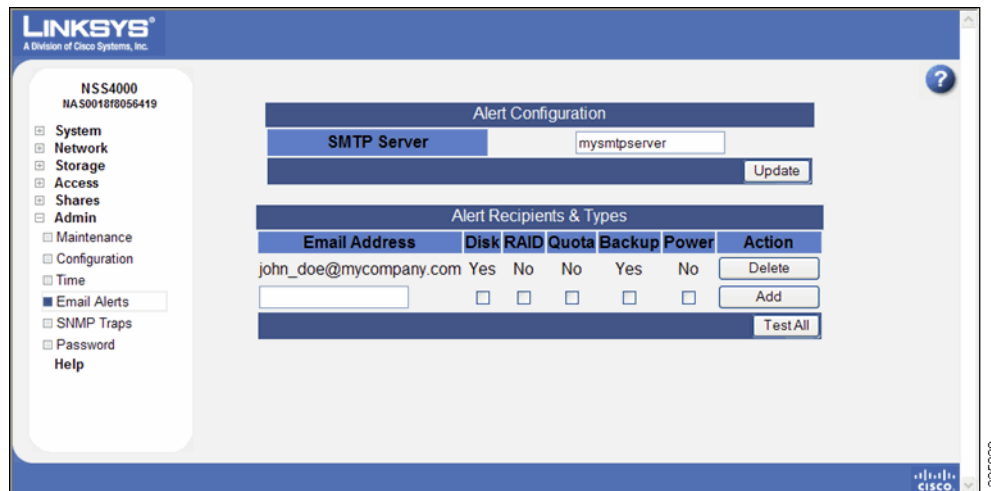 LINKSYS®
A Division of Cisco Systems, Inc.
NSS4000
NAS0018f8056419
System
Network
Storage
Access
Shares
Admin
Maintenance
Configuration
Time
Email Alerts
SNMP Traps
Password
Help
?
Alert Configuration
SMTP Server mysmtpserver
Update
Alert Recipients & Types
Email Address Disk RAID Quota Backup Power Action
john_doe@mycompany.com Yes No No Yes No Delete
Add
Test All
CISCO